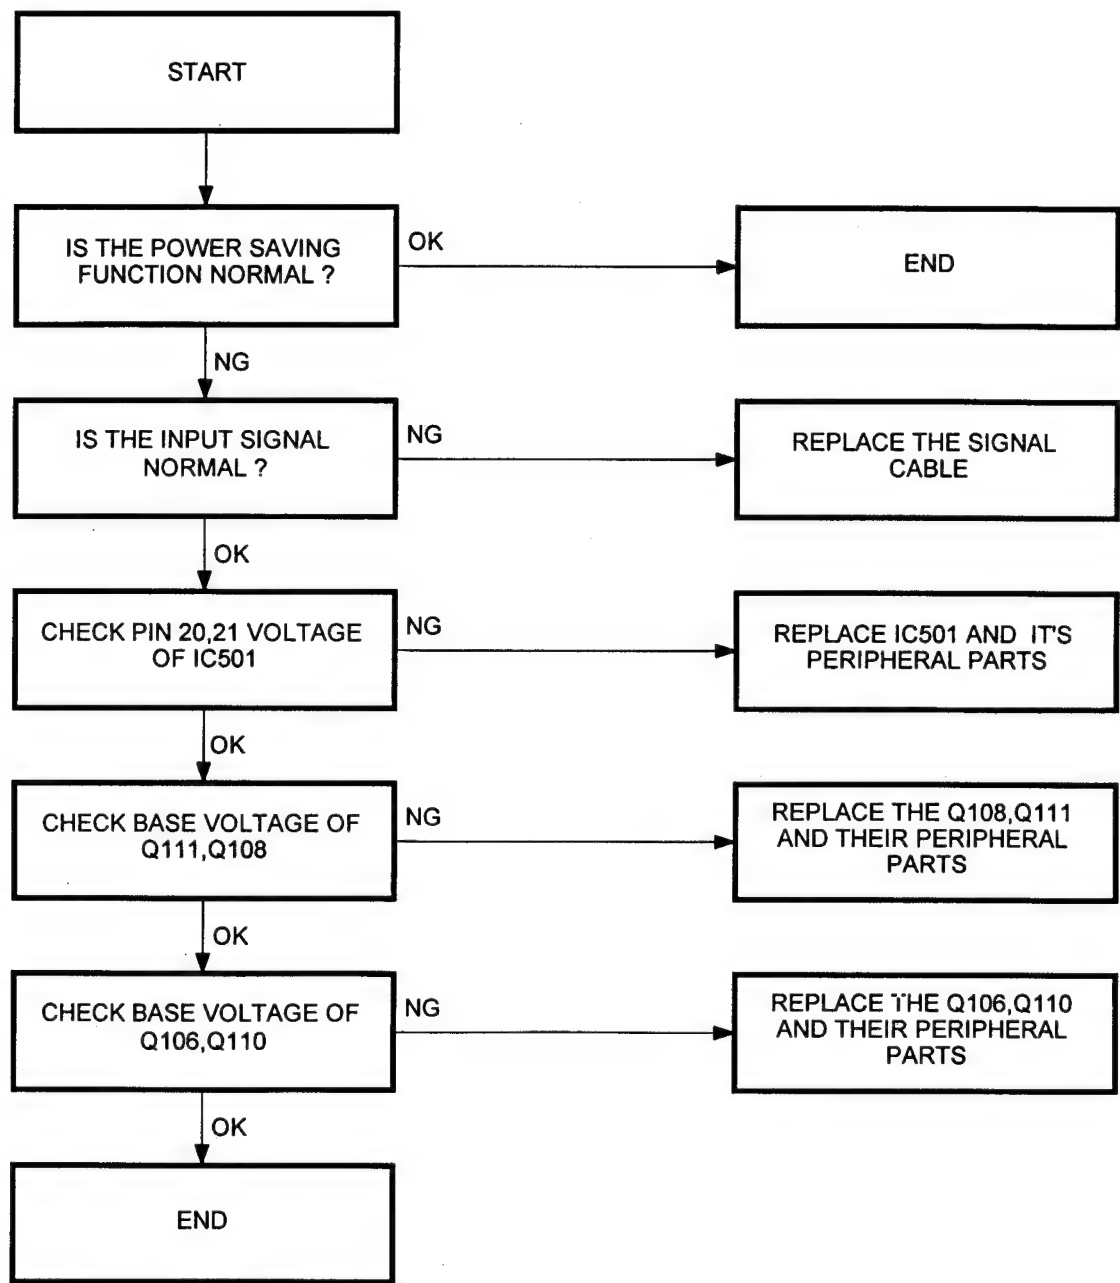 START
IS THE POWER SAVING
FUNCTION NORMAL ?
OK
END
NG
IS THE INPUT SIGNAL
NORMAL ?
NG
REPLACE THE SIGNAL
CABLE
OK
CHECK PIN 20,21 VOLTAGE
OF IC501
NG
REPLACE IC501 AND IT'S
PERIPHERAL PARTS
OK
CHECK BASE VOLTAGE OF
Q111,Q108
NG
REPLACE THE Q108,Q111
AND THEIR PERIPHERAL
PARTS
OK
CHECK BASE VOLTAGE OF
Q106,Q110
NG
REPLACE THE Q106,Q110
AND THEIR PERIPHERAL
PARTS
OK
END